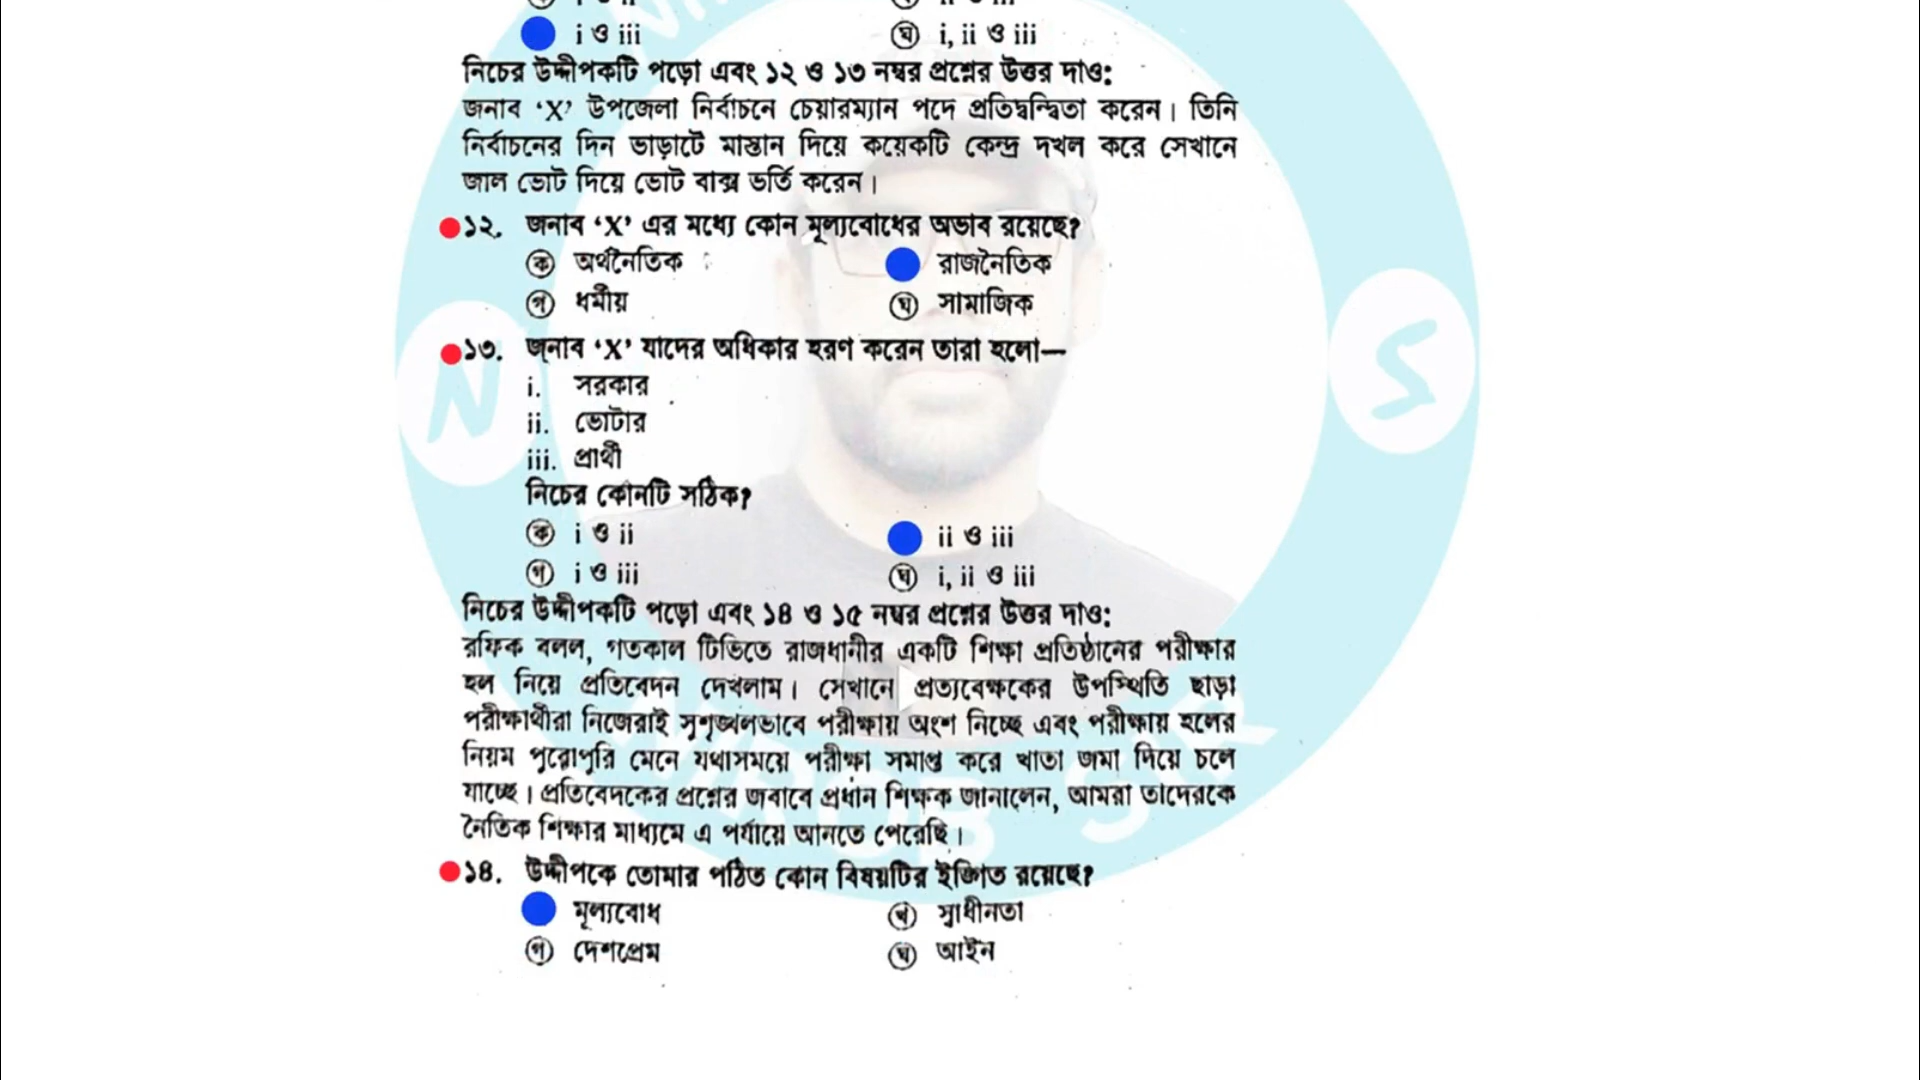 i ও iii ঘ i, ii ও iii
নিচের উদ্দীপকটি পড়ো এবং ১২ ও ১৩ নম্বর প্রশ্নের উত্তর দাও:
জনাব ‘X’ উপজেলা নির্বাচনে চেয়ারম্যান পদে প্রতিদ্বন্দ্বিতা করেন। তিনি
নির্বাচনের দিন ভাড়াটে মাস্তান দিয়ে কয়েকটি কেন্দ্র দখল করে সেখানে
জাল ভোট দিয়ে ভোট বাক্স ভর্তি করেন।
১২. জনাব ‘X’ এর মধ্যে কোন মূল্যবোধের অভাব রয়েছে?
ক অর্থনৈতিক রাজনৈতিক
গ ধর্মীয় ঘ সামাজিক
১৩. জনাব ‘X’ যাদের অধিকার হরণ করেন তারা হলো—
i. সরকার
ii. ভোটার
iii. প্রার্থী
নিচের কোনটি সঠিক?
ক i ও ii ii ও iii
গ i ও iii ঘ i, ii ও iii
নিচের উদ্দীপকটি পড়ো এবং ১৪ ও ১৫ নম্বর প্রশ্নের উত্তর দাও:
রফিক বলল, গতকাল টিভিতে রাজধানীর একটি শিক্ষা প্রতিষ্ঠানের পরীক্ষার
হল নিয়ে প্রতিবেদন দেখলাম। সেখানে প্রত্যবেক্ষকের উপস্থিতি ছাড়া
পরীক্ষার্থীরা নিজেরাই সুশৃঙ্খলভাবে পরীক্ষায় অংশ নিচ্ছে এবং পরীক্ষায় হলের
নিয়ম পুরোপুরি মেনে যথাসময়ে পরীক্ষা সমাপ্ত করে খাতা জমা দিয়ে চলে
যাচ্ছে। প্রতিবেদকের প্রশ্নের জবাবে প্রধান শিক্ষক জানালেন, আমরা তাদেরকে
নৈতিক শিক্ষার মাধ্যমে এ পর্যায়ে আনতে পেরেছি।
১৪. উদ্দীপকে তোমার পঠিত কোন বিষয়টির ইঙ্গিত রয়েছে?
মূল্যবোধ খ স্বাধীনতা
গ দেশপ্রেম ঘ আইন
N
S